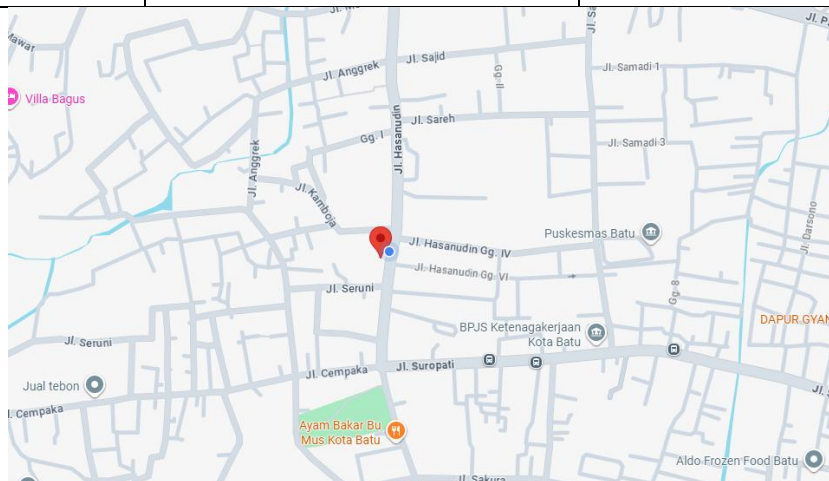 Mawar
Villa Bagus
Jl. Anggrek
Jl. Sajid
Gg. II
Jl. Samadi 1
Jl. Hasanudin
Gg. I
Jl. Sareh
Jl. Samadi 3
Jl. Anggrek
Jl. Kamboja
Puskesmas Batu
Jl. Darsono
Jl. Hasanudin Gg. IV
Jl. Hasanudin Gg. VI
Jl. Seruni
Gg. 8
BPJS Ketenagakerjaan
Kota Batu
DAPUR GYAN
Jl. Seruni
Jl. Cempaka
Jl. Suropati
Jual tebon
Jl. Cempaka
Ayam Bakar Bu
Mus Kota Batu
Aldo Frozen Food Batu
Jl. Sakura